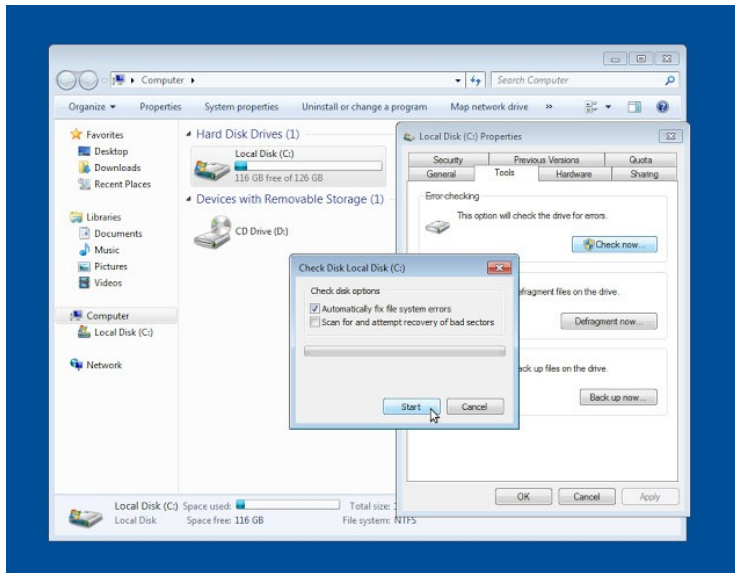 Computer
Search Computer
Organize
Properties
System properties
Uninstall or change a program
Map network drive
»
Favorites
Desktop
Downloads
Recent Places
Libraries
Documents
Music
Pictures
Videos
Computer
Local Disk (C:)
Network
Hard Disk Drives (1)
Local Disk (C:)
116 GB free of 126 GB
Devices with Removable Storage (1)
CD Drive (D:)
Local Disk (C:) Properties
Security Previous Versions Quota
General Tools Hardware Sharing
Error-checking
This option will check the drive for errors.
Check now...
defragment files on the drive.
Defragment now...
back up files on the drive.
Back up now...
OK Cancel Apply
Check Disk Local Disk (C:)
Check disk options
Automatically fix file system errors
Scan for and attempt recovery of bad sectors
Start Cancel
Local Disk (C:) Space used: Total size:
Local Disk Space free: 116 GB File system: NTFS